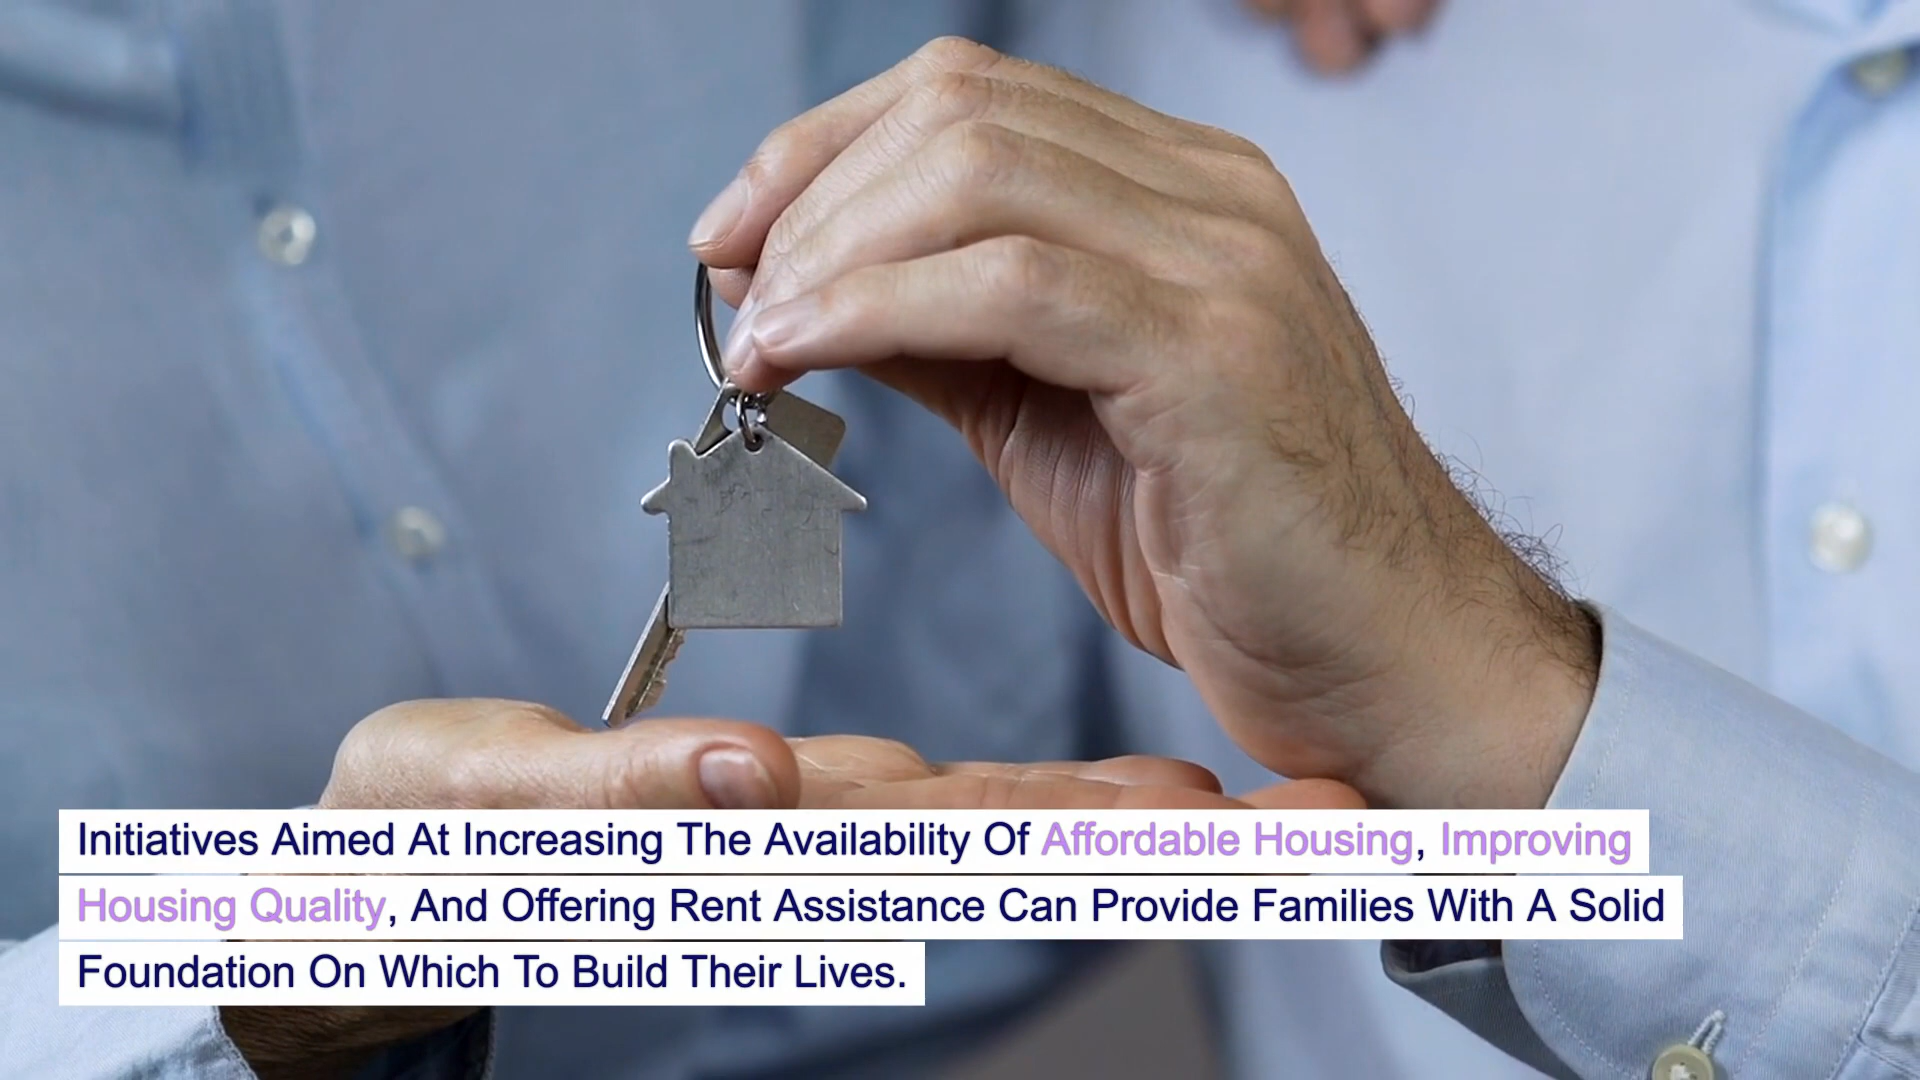 Initiatives Aimed At Increasing The Availability Of Affordable Housing, Improving
Housing Quality, And Offering Rent Assistance Can Provide Families With A Solid
Foundation On Which To Build Their Lives.